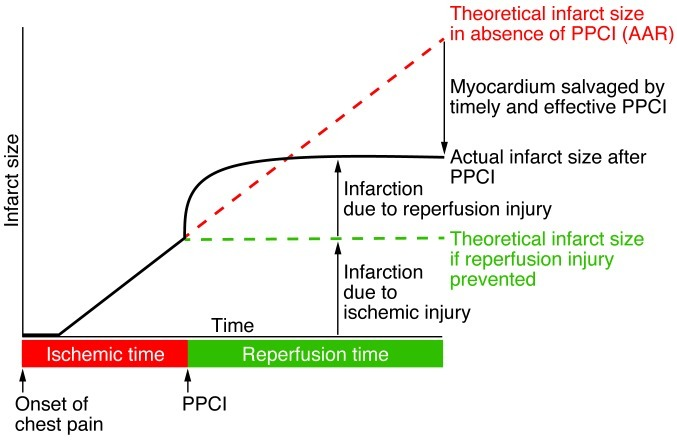 Theoretical infarct size
in absence of PPCI (AAR)
Myocardium salvaged by
timely and effective PPCI
Actual infarct size after
PPCI
Infarct size
Infarction
due to reperfusion injury
Theoretical infarct size
if reperfusion injury
prevented
Infarction
due to
ischemic injury
Time
Ischemic time
Reperfusion time
Onset of
chest pain
PPCI